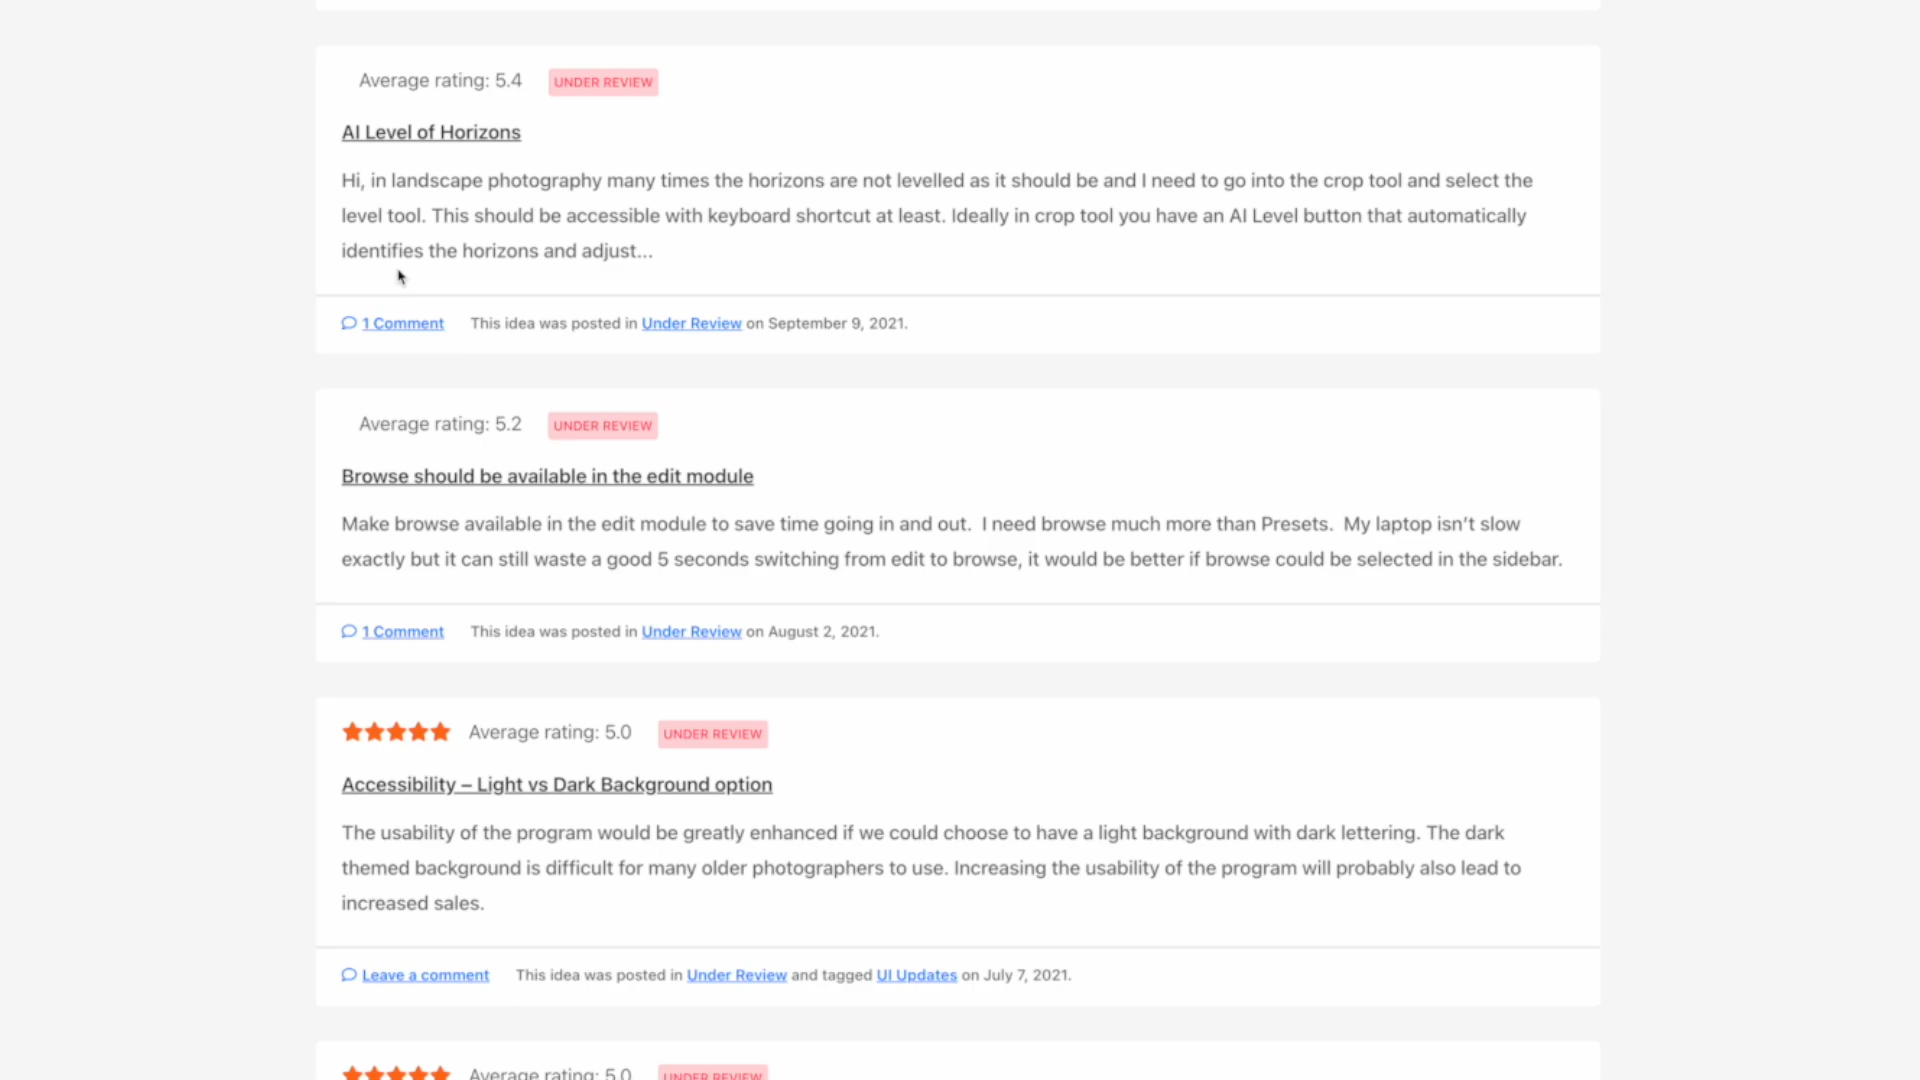 Average rating: 5.4 UNDER REVIEW
AI Level of Horizons
Hi, in landscape photography many times the horizons are not levelled as it should be and I need to go into the crop tool and select the
level tool. This should be accessible with keyboard shortcut at least. Ideally in crop tool you have an AI Level button that automatically
identifies the horizons and adjust...
1 Comment This idea was posted in Under Review on September 9, 2021.
Average rating: 5.2 UNDER REVIEW
Browse should be available in the edit module
Make browse available in the edit module to save time going in and out.  I need browse much more than Presets.  My laptop isn't slow
exactly but it can still waste a good 5 seconds switching from edit to browse, it would be better if browse could be selected in the sidebar.
1 Comment This idea was posted in Under Review on August 2, 2021.
Average rating: 5.0 UNDER REVIEW
Accessibility – Light vs Dark Background option
The usability of the program would be greatly enhanced if we could choose to have a light background with dark lettering. The dark
themed background is difficult for many older photographers to use. Increasing the usability of the program will probably also lead to
increased sales.
Leave a comment This idea was posted in Under Review and tagged UI Updates on July 7, 2021.
Average rating: 5.0 UNDER REVIEW